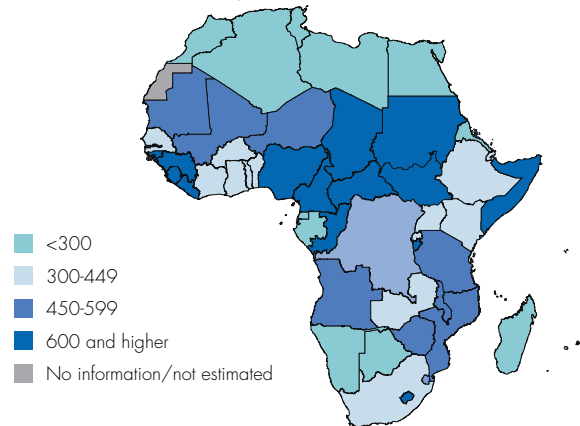 <300
300-449
450-599
600 and higher
No information/not estimated